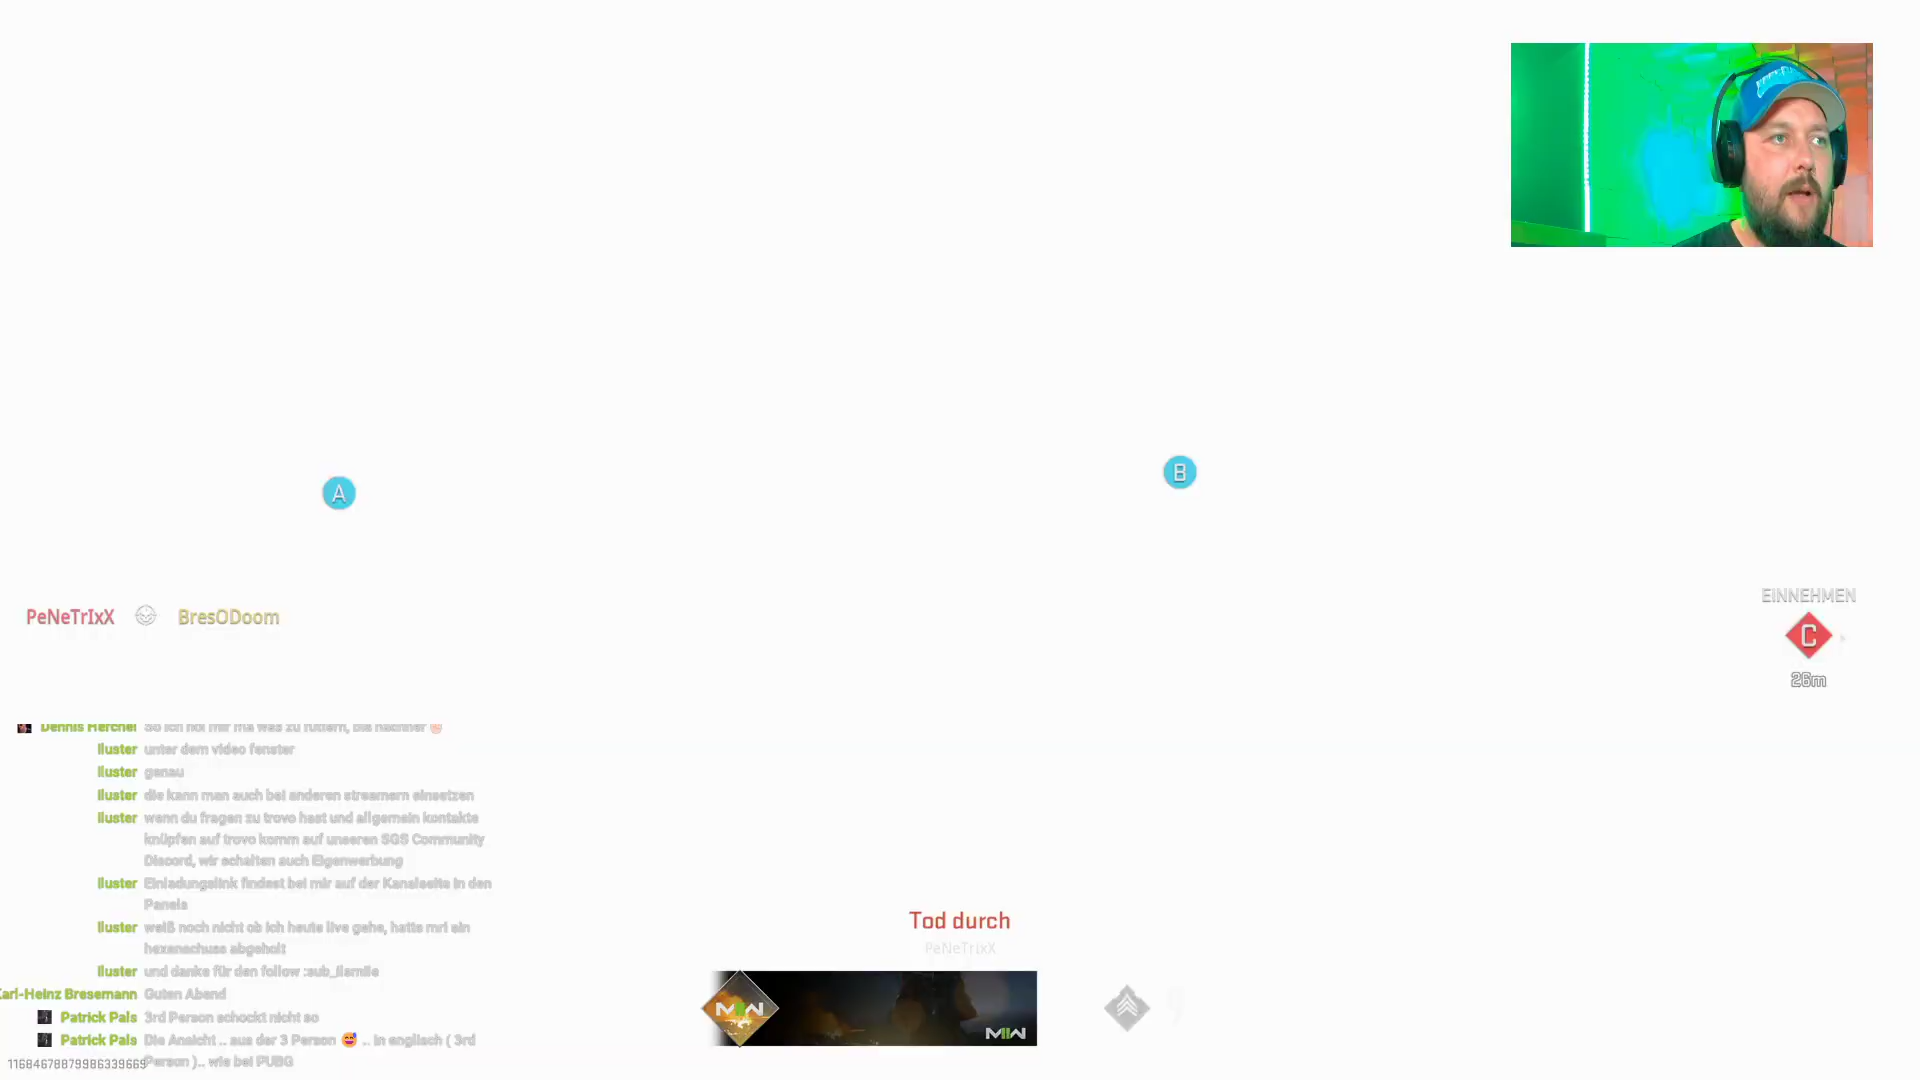 A
B
EINNEHMEN
C
26m
PeNeTrIxX BresODoom
Dennis Herchel So ich hol mir ma was zu futtern, bis nachher
Iluster unter dem video fenster
Iluster genau
Iluster die kann man auch bei anderen streamern einsetzen
Iluster wenn du fragen zu trovo hast und allgemein kontakte
knüpfen auf trovo komm auf unseren SGS Community
Discord, wir schalten auch Eigenwerbung
Iluster Einladungslink findest bei mir auf der Kanalseite in den
Panels
Iluster weiß noch nicht ob ich heute live gehe, hatte mri ein
hexenschuss abgeholt
Iluster und danke für den follow :sub_ilsmile
Karl-Heinz Bresemann Guten Abend
Patrick Pals 3rd Person schockt nicht so
Patrick Pals Die Ansicht .. aus der 3 Person 😅 .. in englisch ( 3rd
Person ).. wie bei PUBG
11684678879986339669
Tod durch
PeNeTrixX
MW
MW